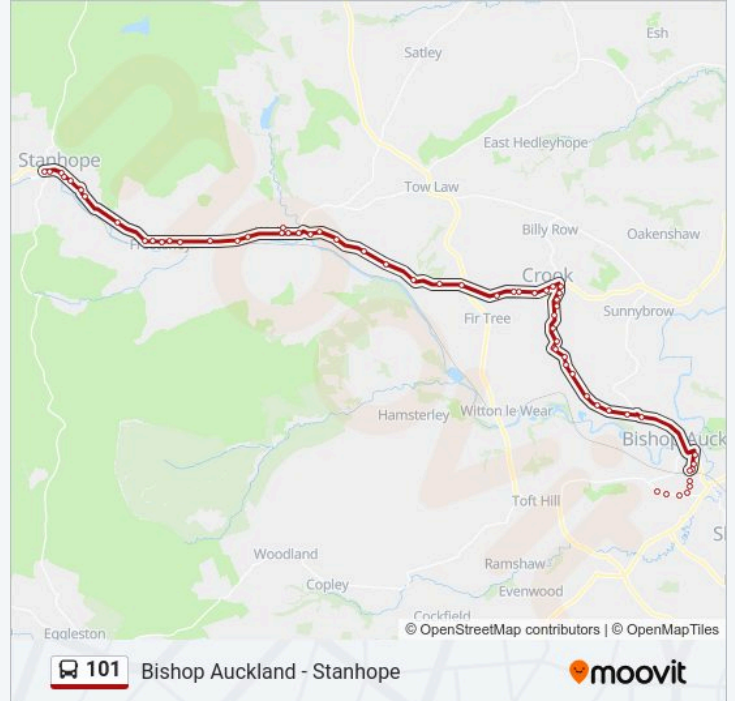 Esh
Satley
East Hedleyhope
Stanhope
Tow Law
Billy Row
Oakenshaw
Crook
Sunnybrow
Fir Tree
Hamsterley
Witton le Wear
Bishop Auck
Toft Hill
Woodland
Ramshaw
Copley
Evenwood
Cockfield
Eggleston
© OpenStreetMap contributors | © OpenMapTiles
101 Bishop Auckland - Stanhope
moovit